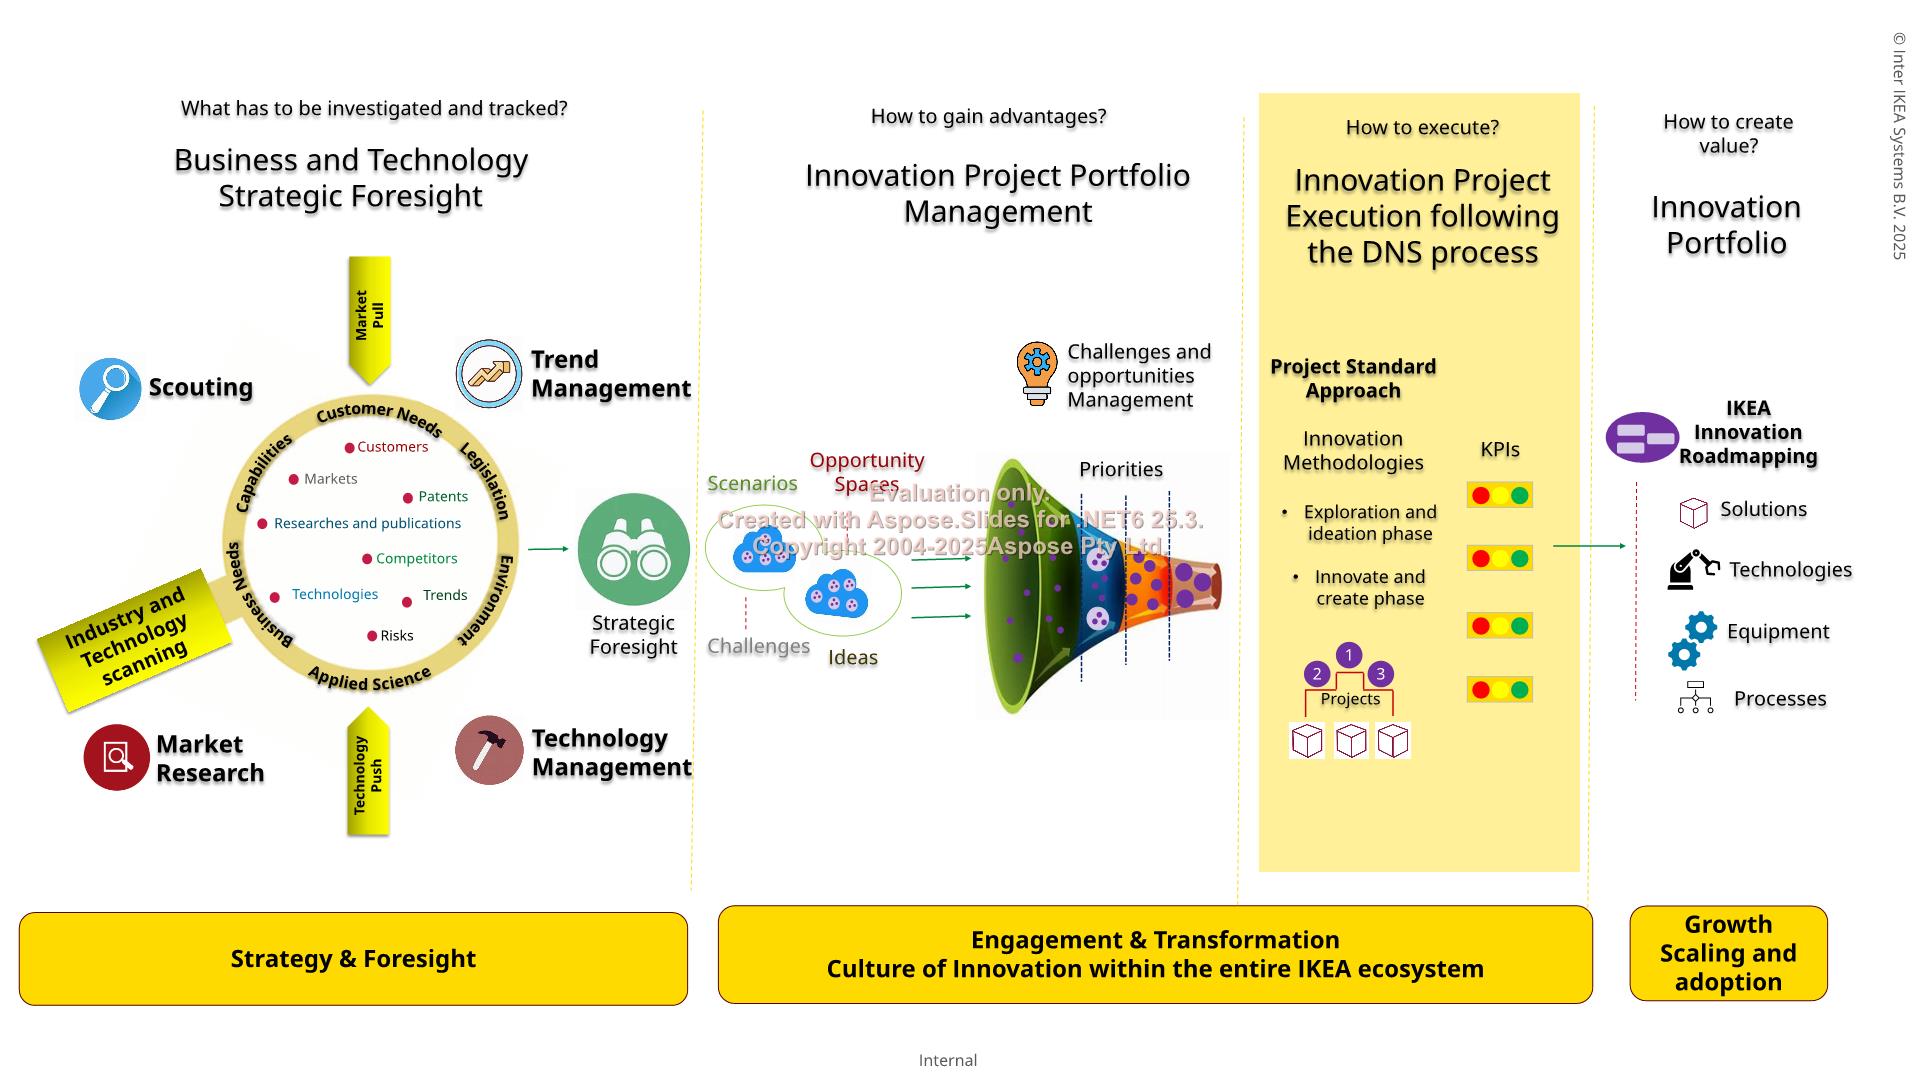 © Inter IKEA Systems B.V. 2025
What has to be investigated and tracked?
Business and Technology
Strategic Foresight
Market
Pull
Scouting
Trend
Management
Customer Needs
Legislation
Environment
Applied Science
Business Needs
Capabilities
Customers
Markets
Patents
Researches and publications
Competitors
Technologies
Trends
Risks
Industry and
Technology
scanning
Market
Research
Technology
Push
Technology
Management
Strategic
Foresight
How to gain advantages?
Innovation Project Portfolio
Management
Challenges and
opportunities
Management
Scenarios
Opportunity
Spaces
Priorities
Evaluation only.
Created with Aspose.Slides for .NET6 25.3.
Copyright 2004-2025Aspose Pty Ltd.
Challenges
Ideas
How to execute?
Innovation Project
Execution following
the DNS process
Project Standard
Approach
Innovation
Methodologies
KPIs
• Exploration and
ideation phase
• Innovate and
create phase
1
2
3
Projects
How to create
value?
Innovation
Portfolio
IKEA
Innovation
Roadmapping
Solutions
Technologies
Equipment
Processes
Strategy & Foresight
Engagement & Transformation
Culture of Innovation within the entire IKEA ecosystem
Growth
Scaling and
adoption
Internal